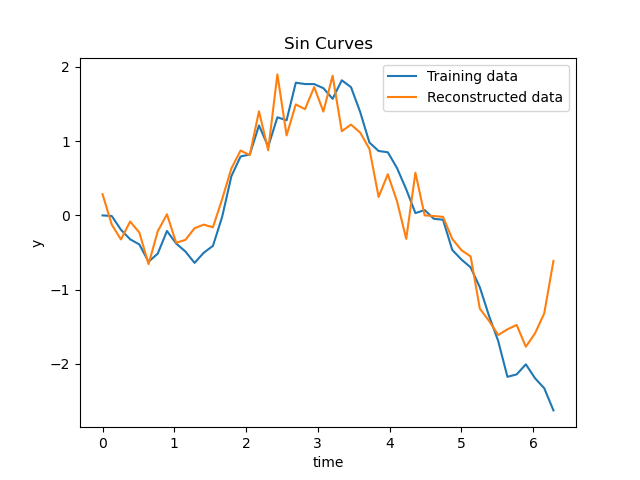 Sin Curves
Training data
Reconstructed data
2
1
0
−1
−2
y
0 1 2 3 4 5 6
time